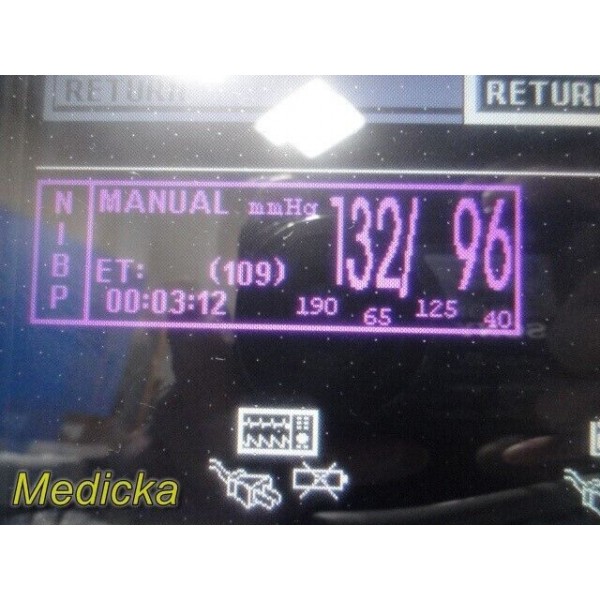 RETURN RETURN
NIBP
MANUAL mmHg 132/ 96
ET: (109)
00:03:12 190 65 125 40
Medicka